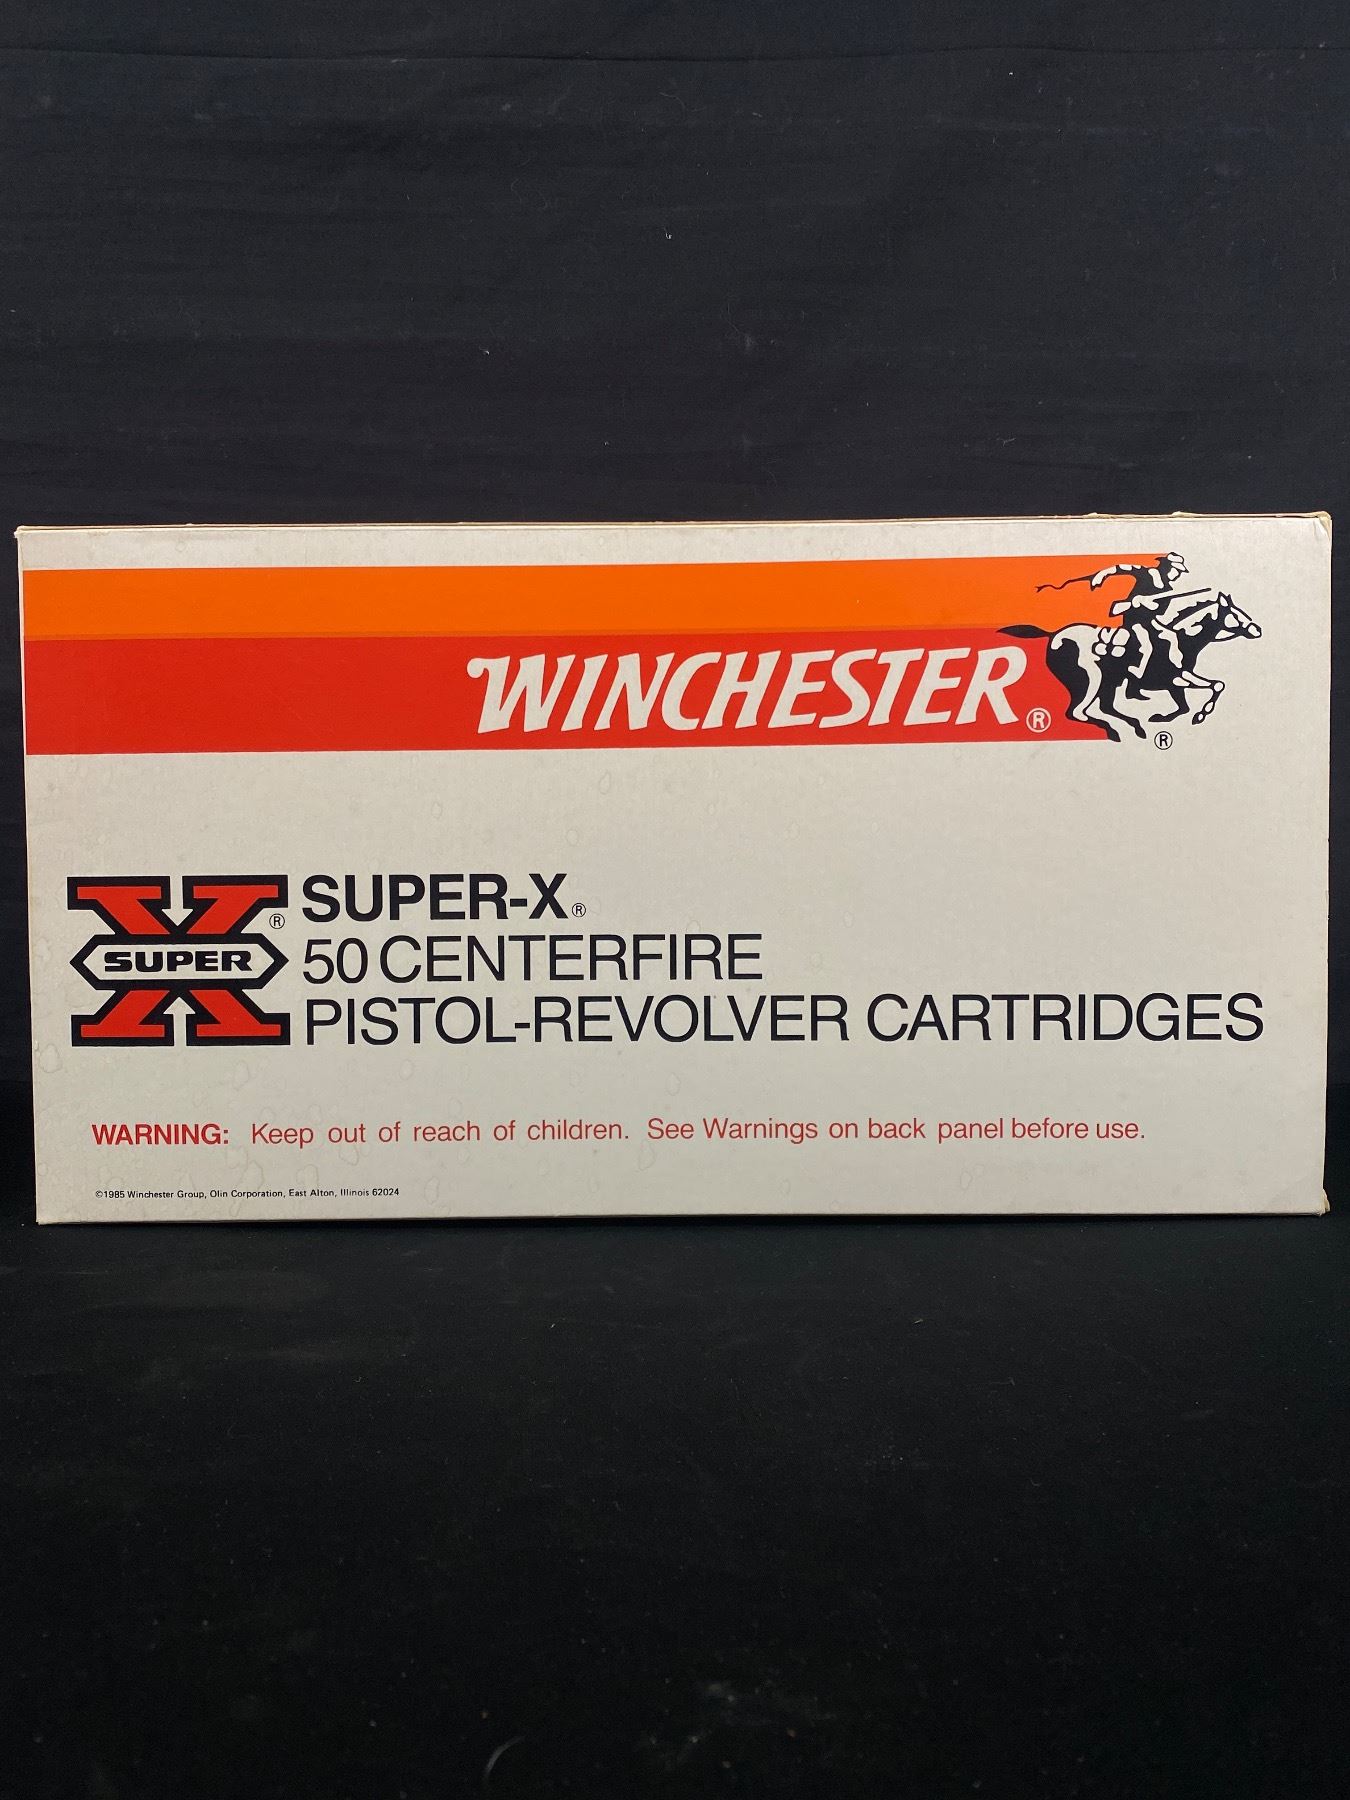 WINCHESTER®
®
X SUPER ®
SUPER-X®
50 CENTERFIRE
PISTOL-REVOLVER CARTRIDGES
WARNING: Keep out of reach of children. See Warnings on back panel before use.
©1985 Winchester Group, Olin Corporation, East Alton, Illinois 62024